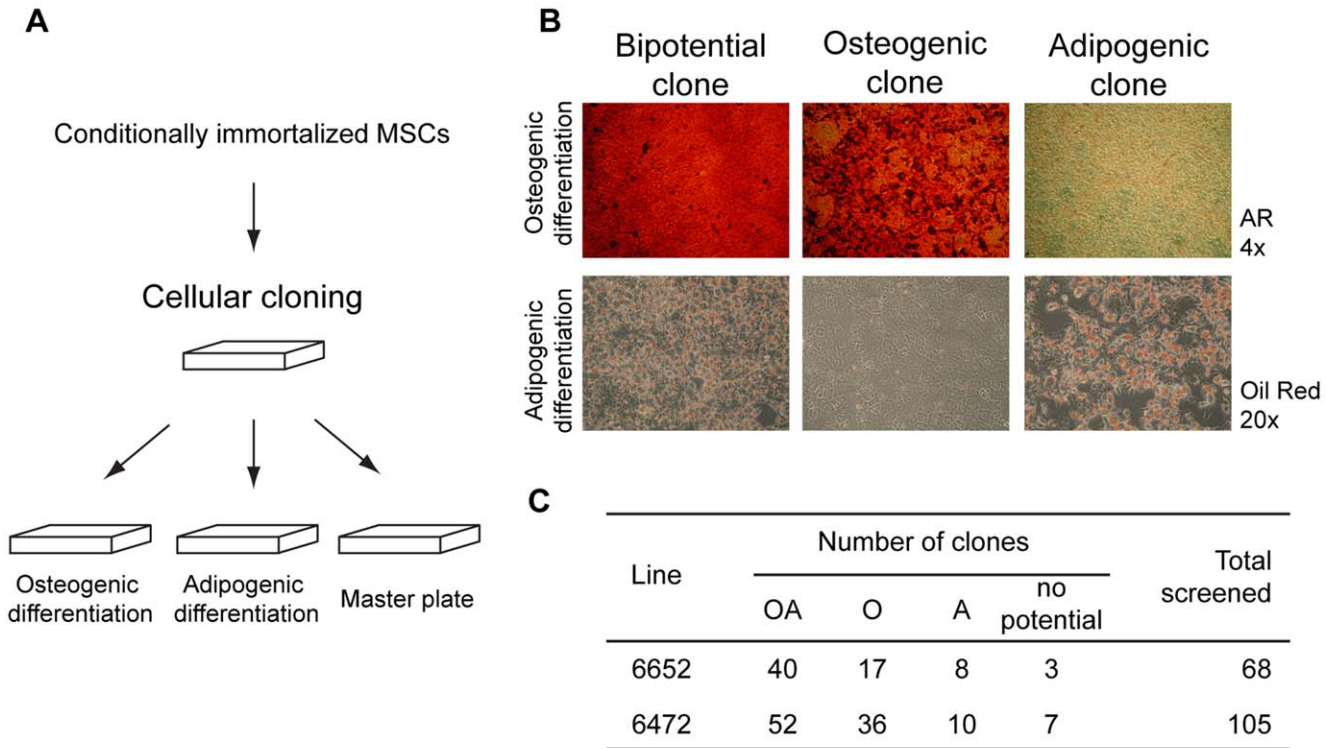 A
Conditionally immortalized MSCs
Cellular cloning
Osteogenic
differentiation
Adipogenic
differentiation
Master plate
B
Bipotential
clone
Osteogenic
clone
Adipogenic
clone
Osteogenic
differentiation
AR
4x
Adipogenic
differentiation
Oil Red
20x
C
Line
Number of clones
Total
screened
OA
O
A
no
potential
6652 40 17 8 3 68
6472 52 36 10 7 105